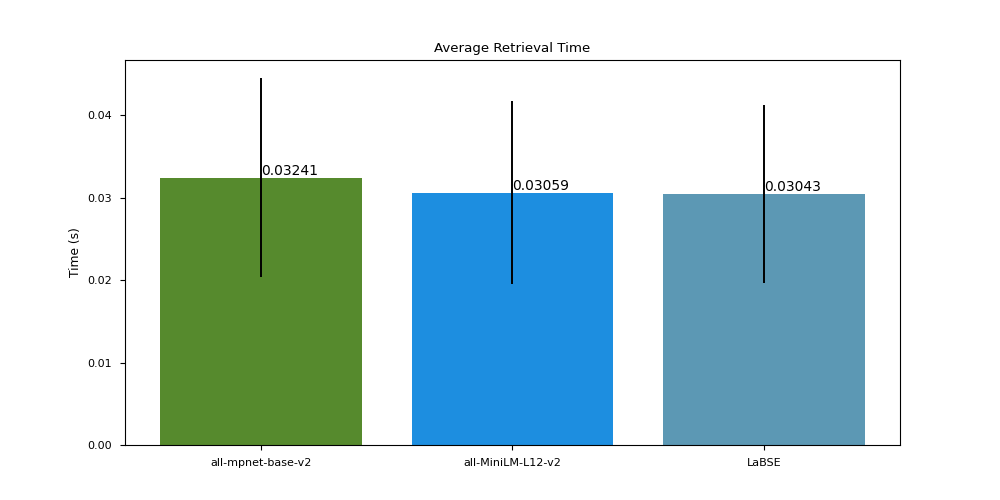 Average Retrieval Time
Time (s)
0.04
0.03
0.02
0.01
0.00
0.03241
0.03059
0.03043
all-mpnet-base-v2
all-MiniLM-L12-v2
LaBSE